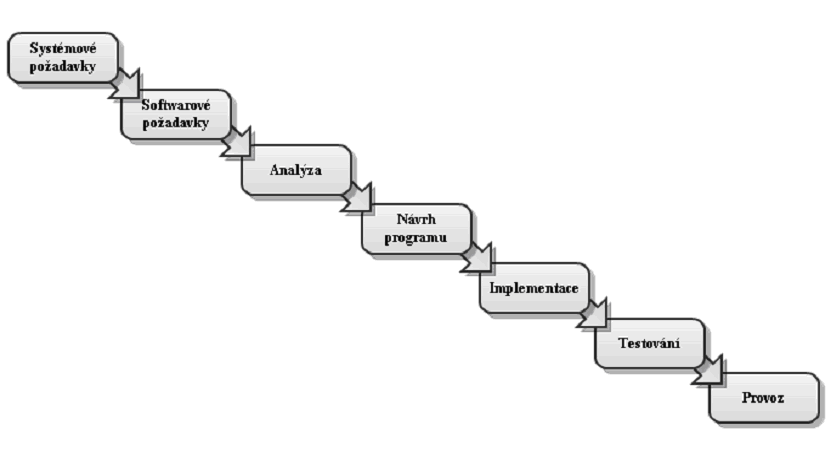 Systémové
požadavky
Softwarové
požadavky
Analýza
Návrh
programu
Implementace
Testování
Provoz